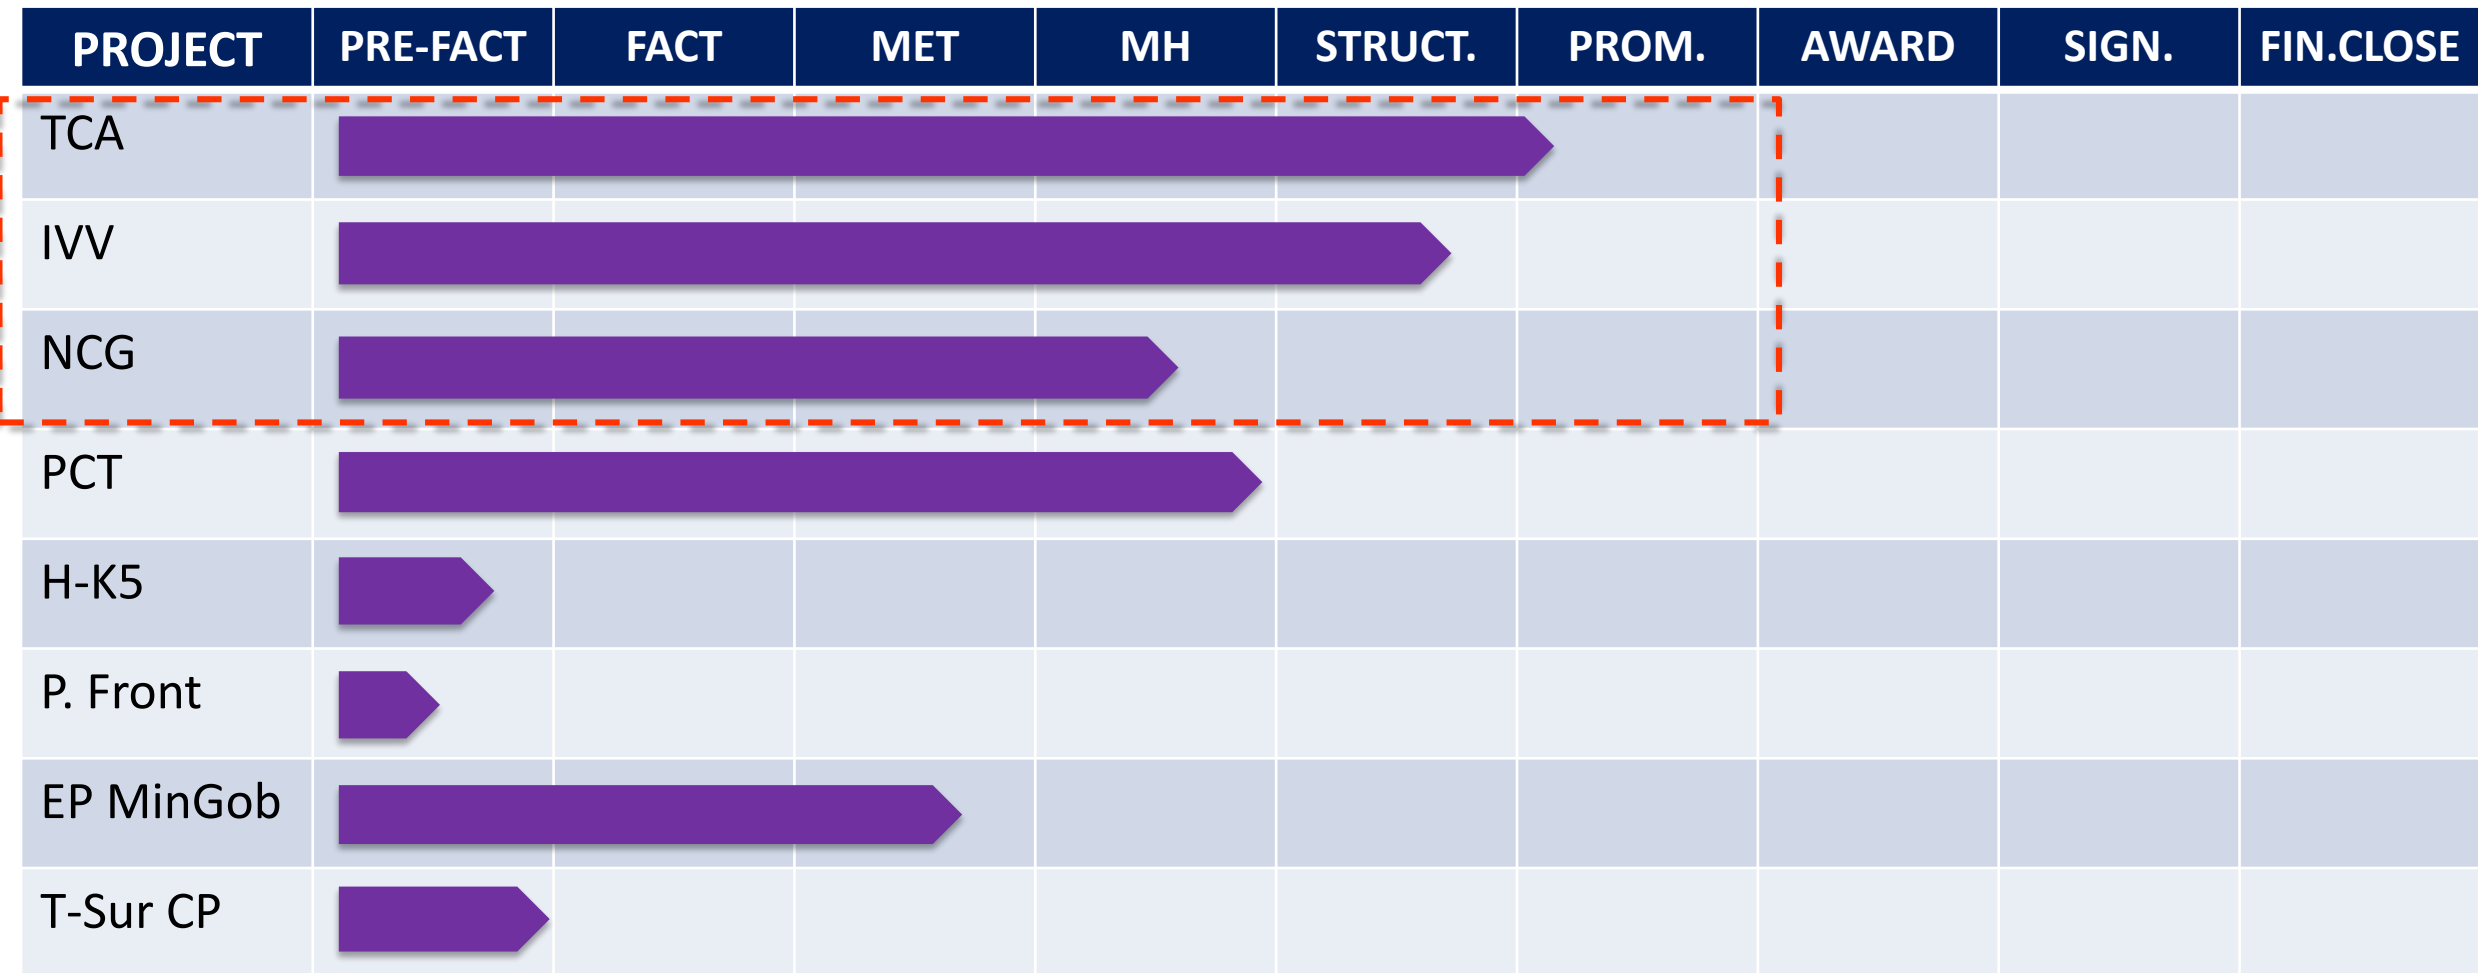 PROJECT PRE-FACT FACT MET MH STRUCT. PROM. AWARD SIGN. FIN.CLOSE
TCA
IVV
NCG
PCT
H-K5
P. Front
EP MinGob
T-Sur CP